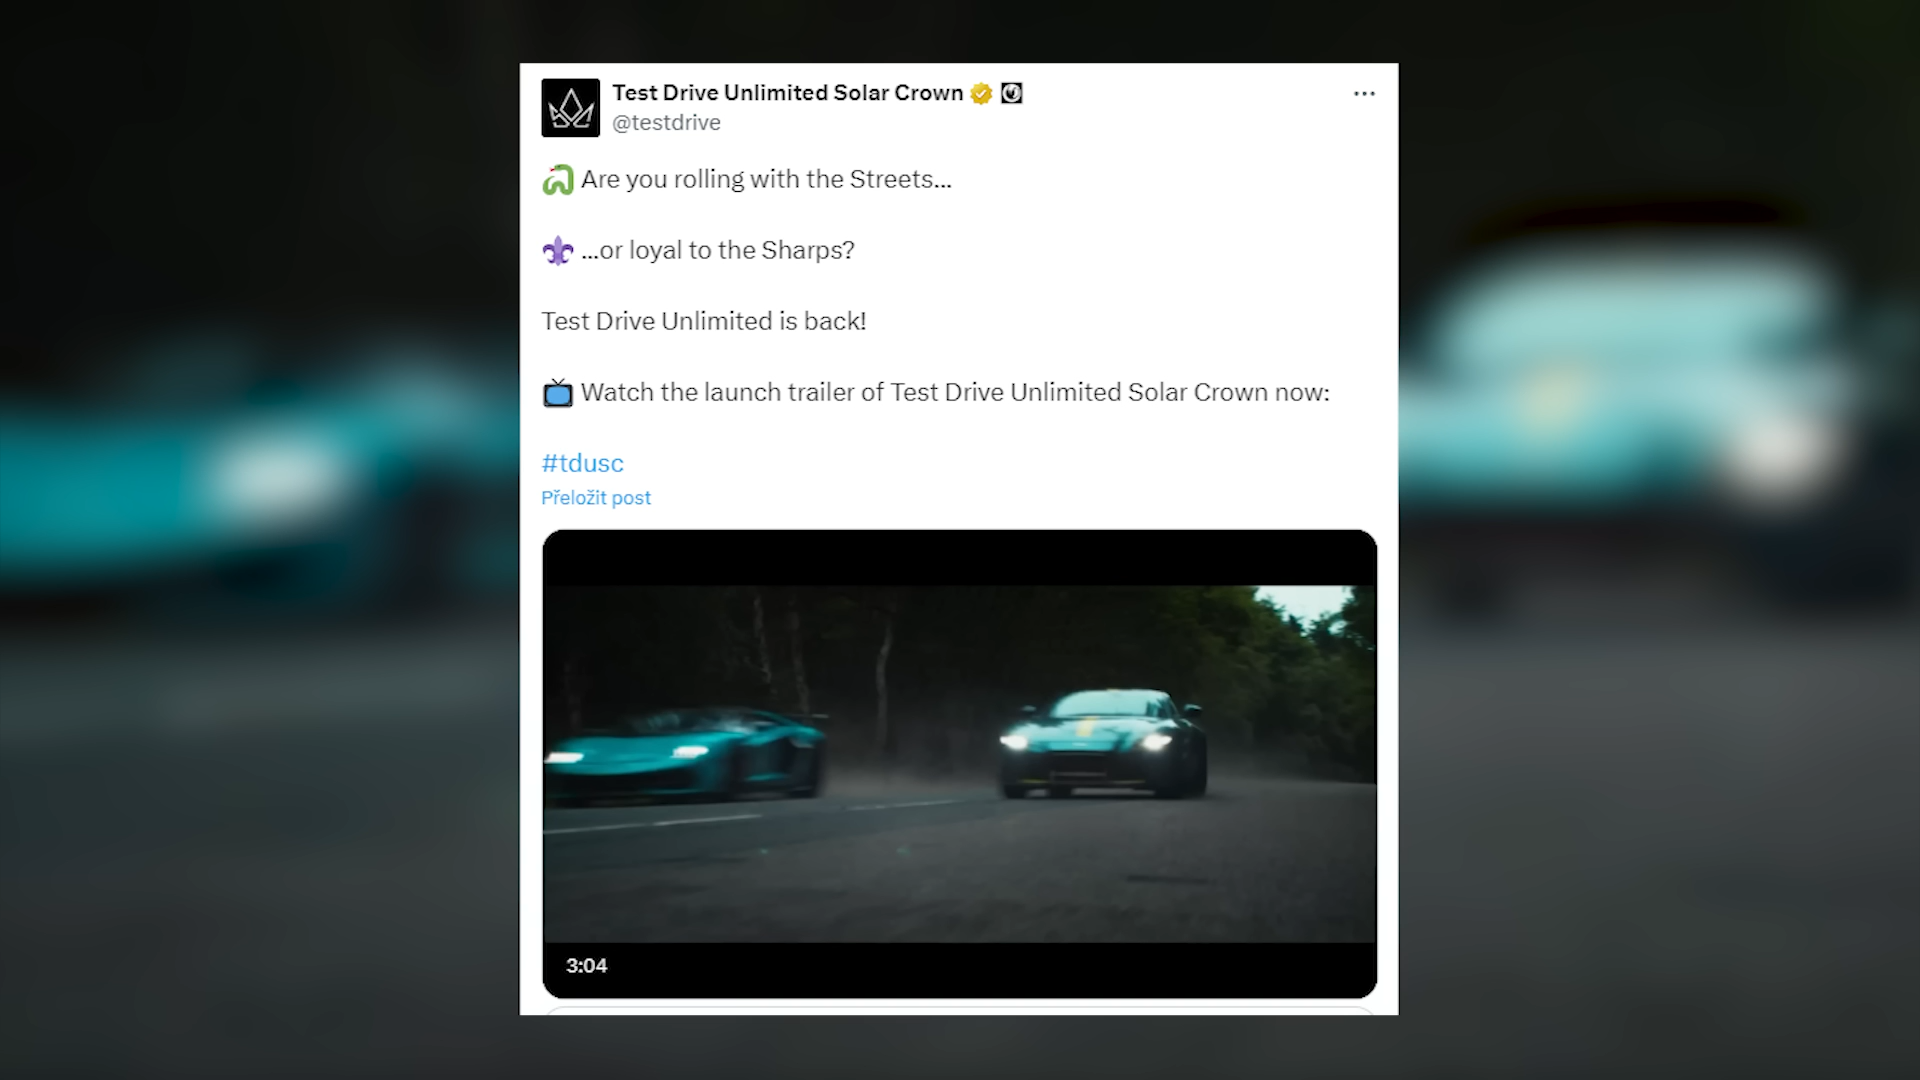 Test Drive Unlimited Solar Crown
@testdrive
Are you rolling with the Streets...
...or loyal to the Sharps?
Test Drive Unlimited is back!
Watch the launch trailer of Test Drive Unlimited Solar Crown now:
#tdusc
Přeložit post
3:04